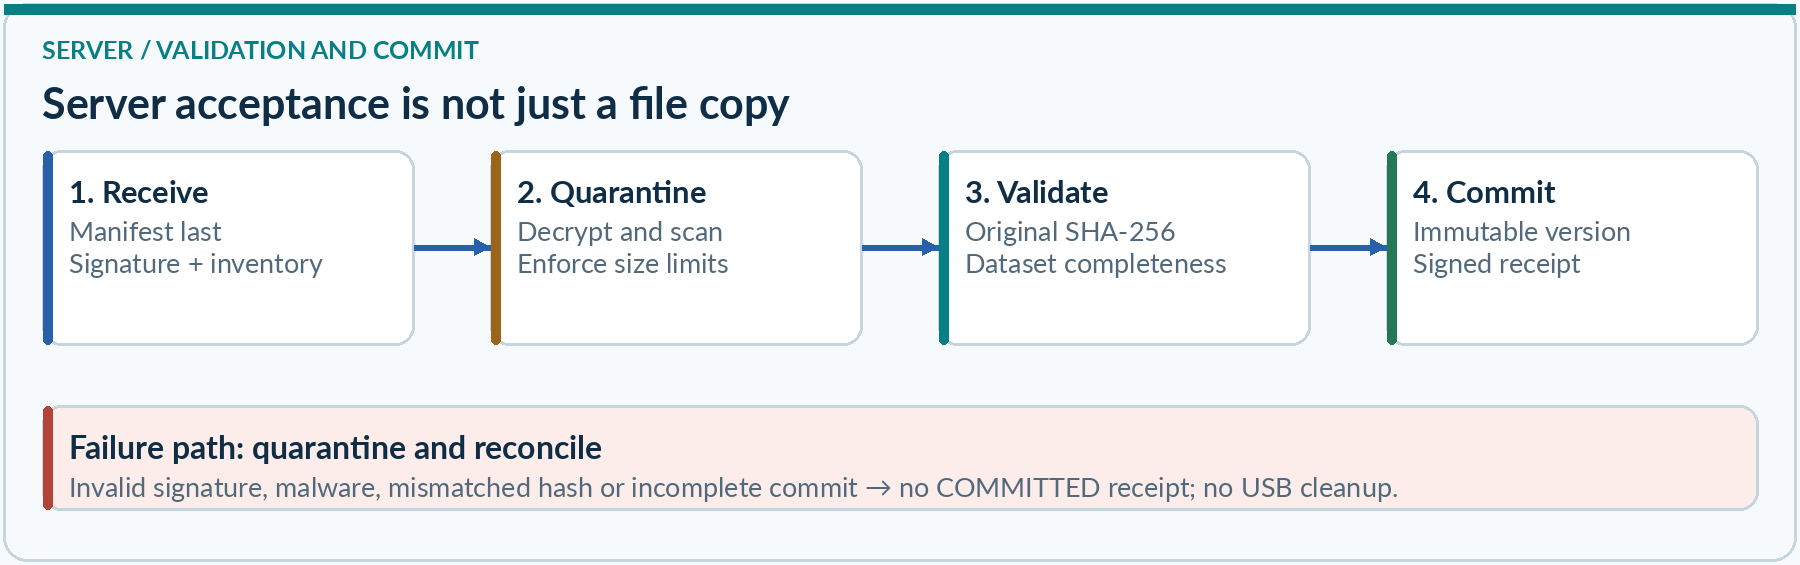 SERVER / VALIDATION AND COMMIT
Server acceptance is not just a file copy
1. Receive
Manifest last
Signature + inventory
2. Quarantine
Decrypt and scan
Enforce size limits
3. Validate
Original SHA-256
Dataset completeness
4. Commit
Immutable version
Signed receipt
Failure path: quarantine and reconcile
Invalid signature, malware, mismatched hash or incomplete commit → no COMMITTED receipt; no USB cleanup.